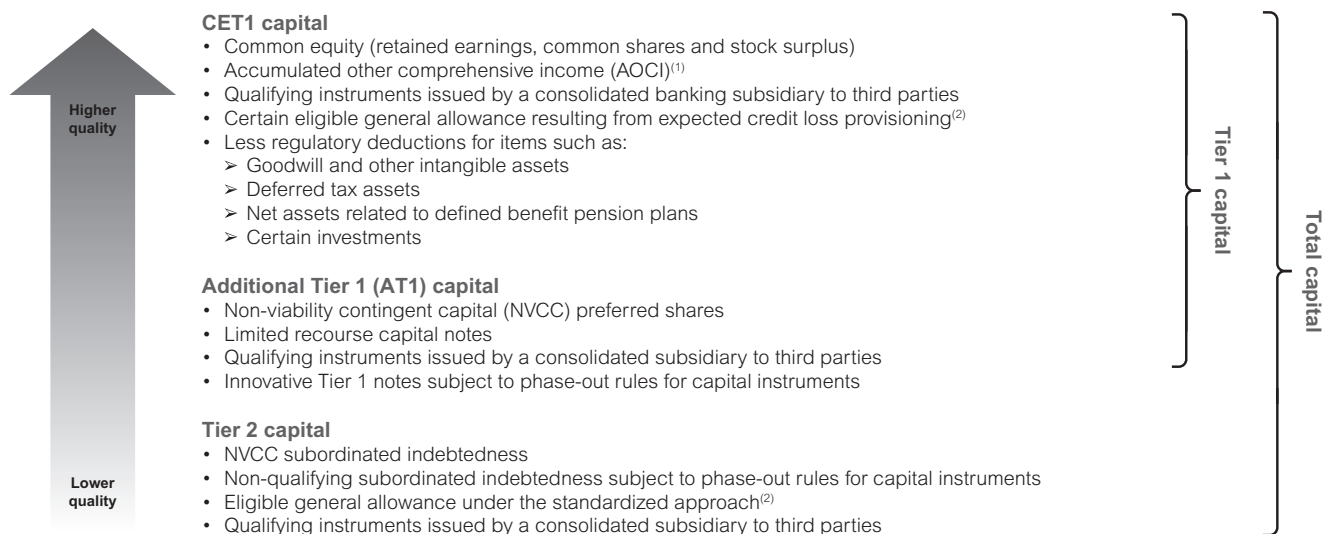 CET1 capital
• Common equity (retained earnings, common shares and stock surplus)
• Accumulated other comprehensive income (AOCI)(1)
• Qualifying instruments issued by a consolidated banking subsidiary to third parties
• Certain eligible general allowance resulting from expected credit loss provisioning(2)
• Less regulatory deductions for items such as:
➢ Goodwill and other intangible assets
➢ Deferred tax assets
➢ Net assets related to defined benefit pension plans
➢ Certain investments
Higher
quality
Tier 1 capital
Total capital
Additional Tier 1 (AT1) capital
• Non-viability contingent capital (NVCC) preferred shares
• Limited recourse capital notes
• Qualifying instruments issued by a consolidated subsidiary to third parties
• Innovative Tier 1 notes subject to phase-out rules for capital instruments
Tier 2 capital
• NVCC subordinated indebtedness
• Non-qualifying subordinated indebtedness subject to phase-out rules for capital instruments
• Eligible general allowance under the standardized approach(2)
• Qualifying instruments issued by a consolidated subsidiary to third parties
Lower
quality